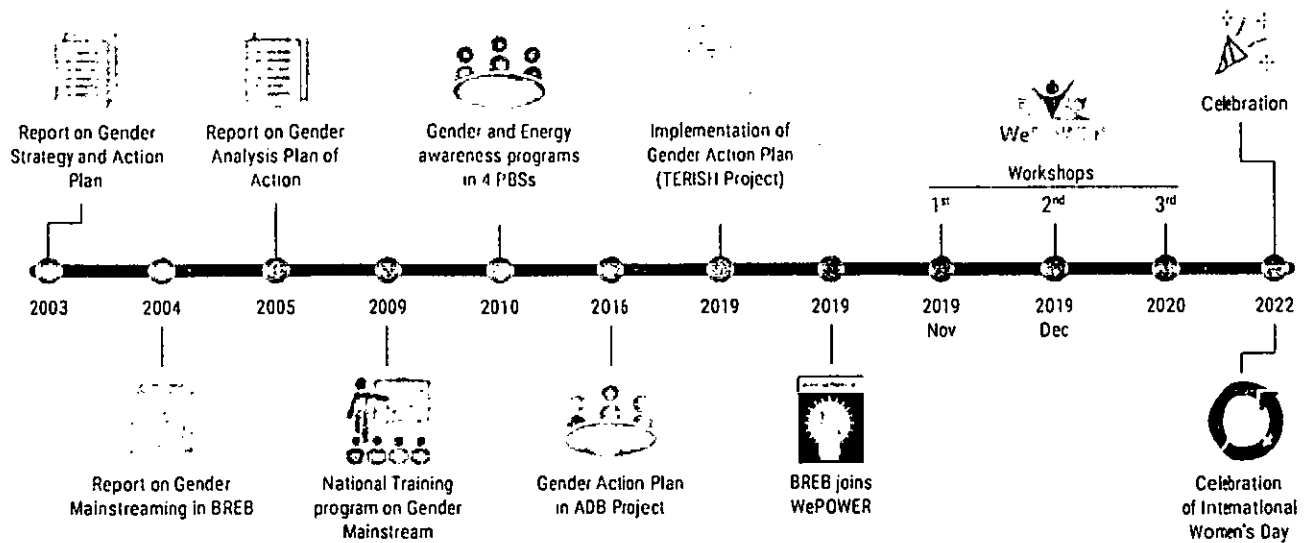 Report on Gender
Strategy and Action
Plan
Report on Gender
Analysis Plan of
Action
Gender and Energy
awareness programs
in 4 PBSs
Implementation of
Gender Action Plan
(TERISH Project)
Workshops
1st
2nd
3rd
Celebration
2003
2004
2005
2009
2010
2016
2019
2019
2019
Nov
2019
Dec
2020
2022
Report on Gender
Mainstreaming in BREB
National Training
program on Gender
Mainstream
Gender Action Plan
in ADB Project
BREB joins
WePOWER
Celebration
of International
Women's Day